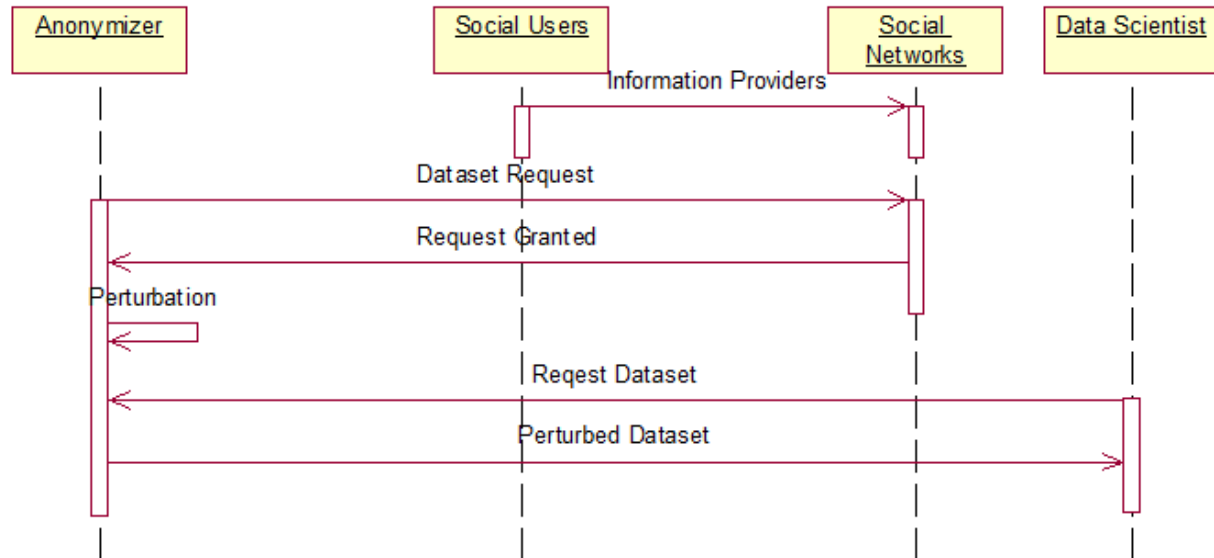 Anonymizer
Social Users
Social
Networks
Data Scientist
Information Providers
Dataset Request
Request Granted
Perturbation
Reqest Dataset
Perturbed Dataset